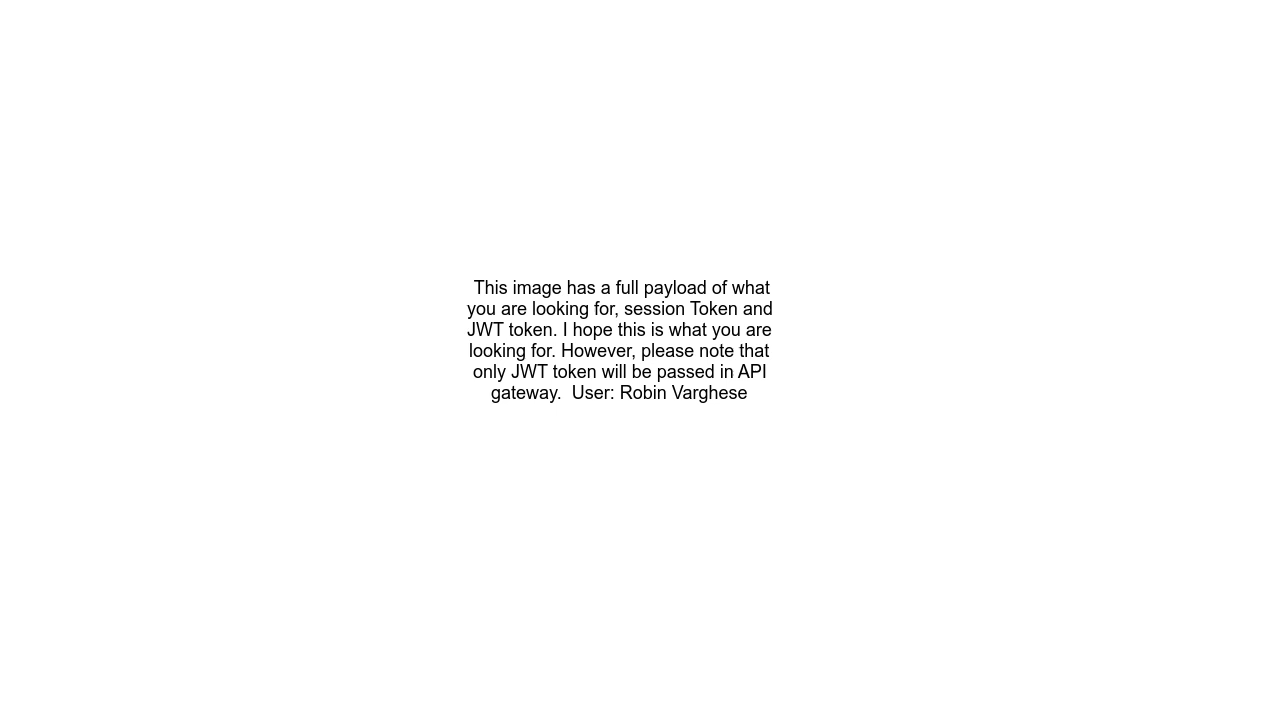 This image has a full payload of what
you are looking for, session Token and
JWT token. I hope this is what you are
looking for. However, please note that
only JWT token will be passed in API
gateway.  User: Robin Varghese